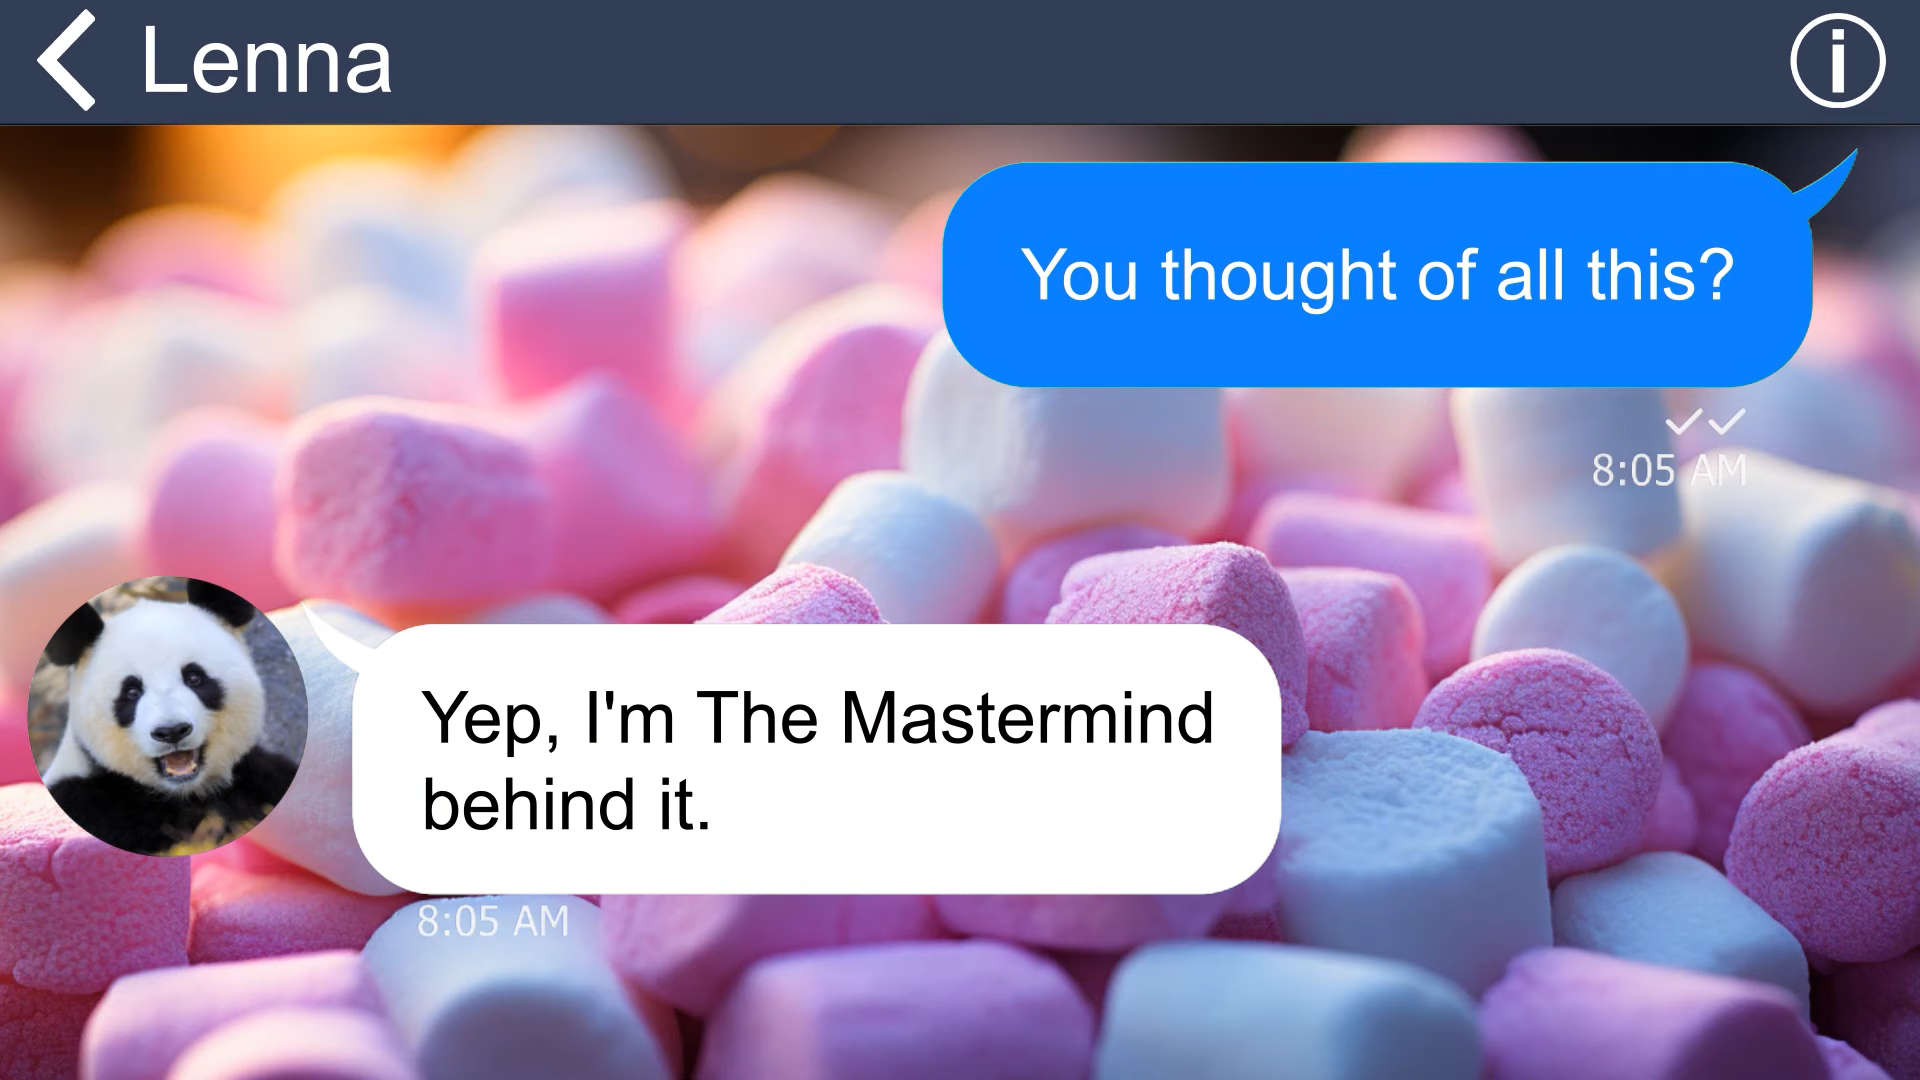 Lenna
You thought of all this?
8:05 AM
Yep, I'm The Mastermind
behind it.
8:05 AM